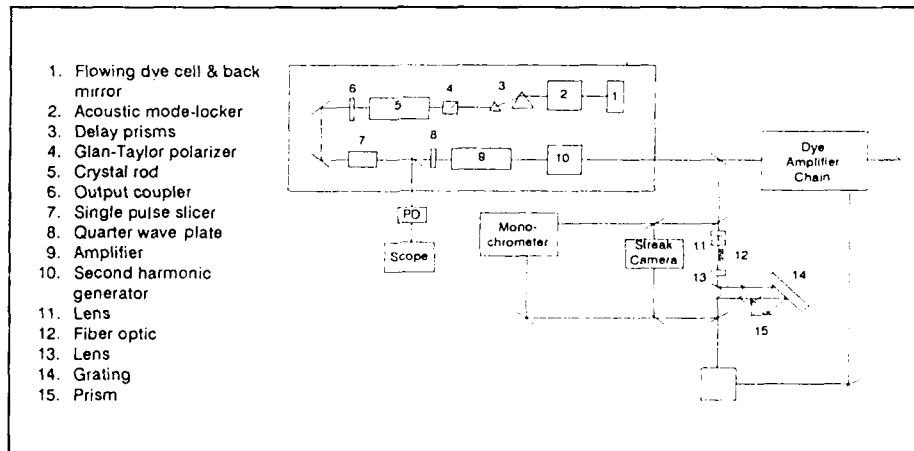 1. Flowing dye cell & back
mirror
2. Acoustic mode-locker
3. Delay prisms
4. Glan-Taylor polarizer
5. Crystal rod
6. Output coupler
7. Single pulse slicer
8. Quarter wave plate
9. Amplifier
10. Second harmonic
generator
11. Lens
12. Fiber optic
13. Lens
14. Grating
15. Prism
6
5
4
3
2
1
7
8
9
10
PD
Scope
Mono-
chrometer
Streak
Camera
11
12
13
14
15
Dye
Amplifier
Chain